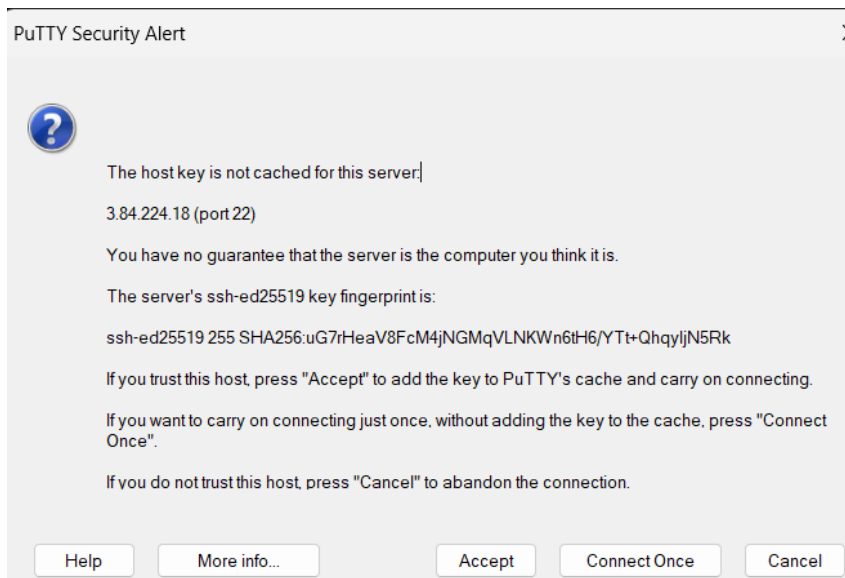 PuTTY Security Alert
The host key is not cached for this server:
3.84.224.18 (port 22)
You have no guarantee that the server is the computer you think it is.
The server's ssh-ed25519 key fingerprint is:
ssh-ed25519 255 SHA256:uG7rHeaV8FcM4jNGMqVLNKWn6tH6/YTt+QhqyljN5Rk
If you trust this host, press "Accept" to add the key to PuTTY's cache and carry on connecting.
If you want to carry on connecting just once, without adding the key to the cache, press "Connect
Once".
If you do not trust this host, press "Cancel" to abandon the connection.
Help More info... Accept Connect Once Cancel